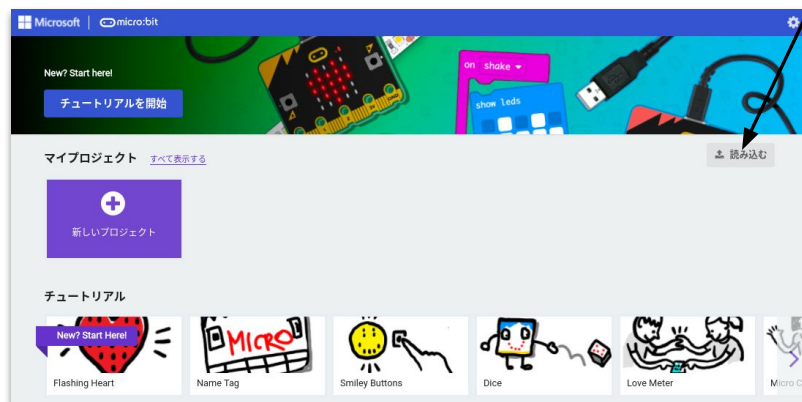 Microsoft micro:bit
New? Start here!
チュートリアルを開始
on shake
show leds
マイプロジェクト すべて表示する
読み込む
新しいプロジェクト
チュートリアル
New? Start Here!
MICRO
Flashing Heart
Name Tag
Smiley Buttons
Dice
Love Meter
Micro C